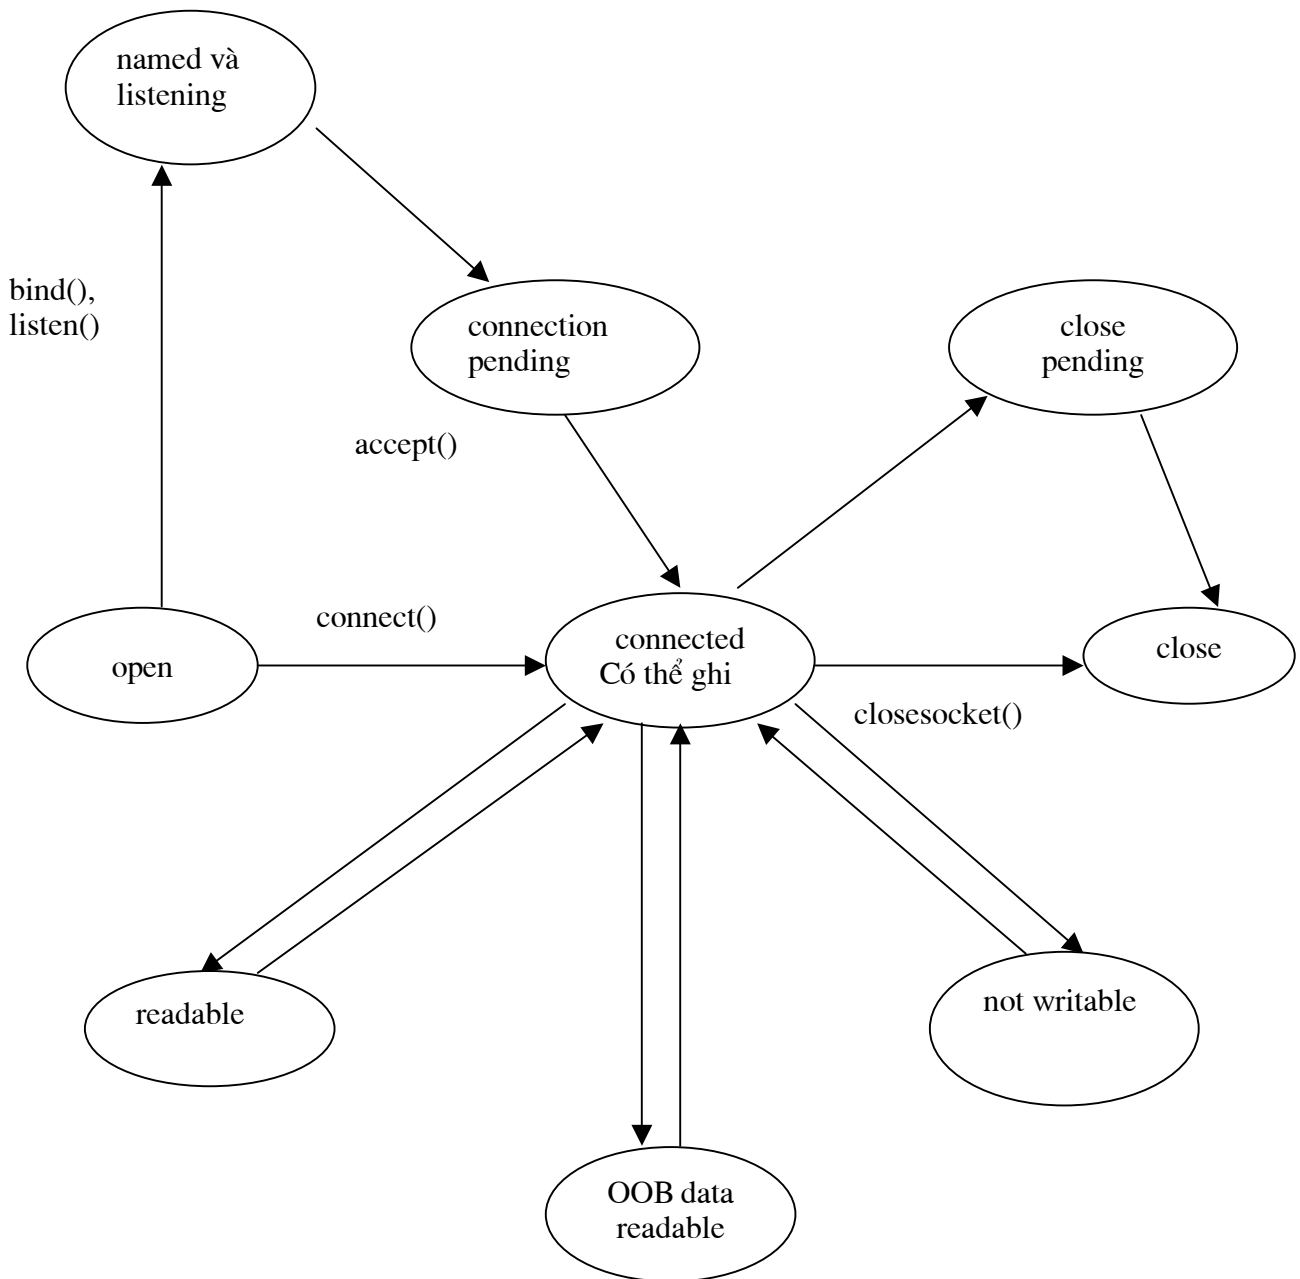 named và
listening
bind(),
listen()
connection
pending
close
pending
accept()
connect()
open
connected
Có thể ghi
close
closesocket()
readable
not writable
OOB data
readable